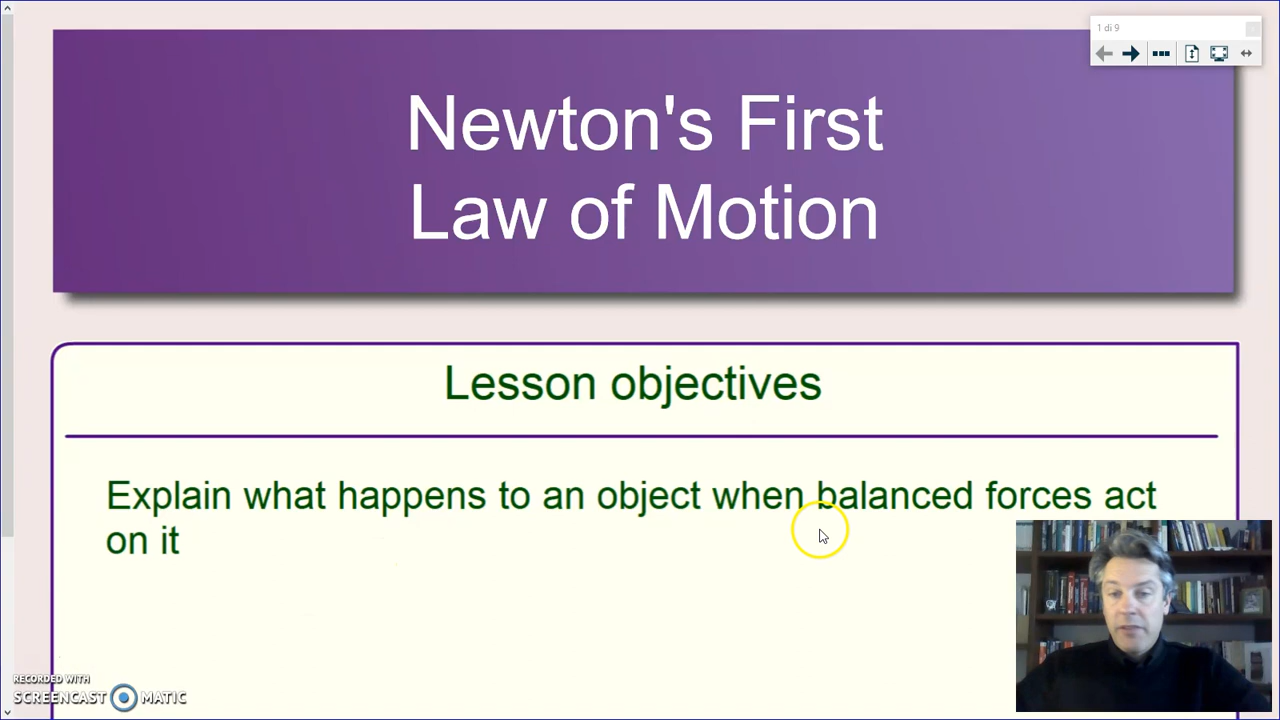 1 di 9
Newton's First
Law of Motion
Lesson objectives
Explain what happens to an object when balanced forces act
on it
RECORDED WITH
SCREENCAST MATIC